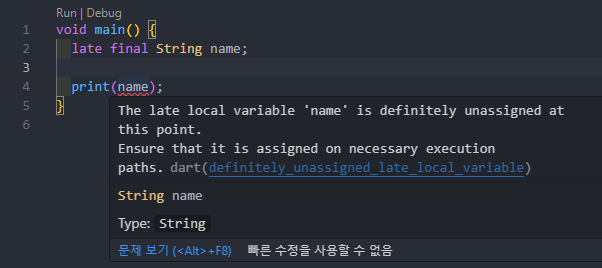 Run | Debug
1 void main() {
2 late final String name;
3
4 print(name);
5 }
6
The late local variable 'name' is definitely unassigned at
this point.
Ensure that it is assigned on necessary execution
paths. dart(definitely_unassigned_late_local_variable)
String name
Type: String
문제 보기 (<Alt>+F8) 빠른 수정을 사용할 수 없음